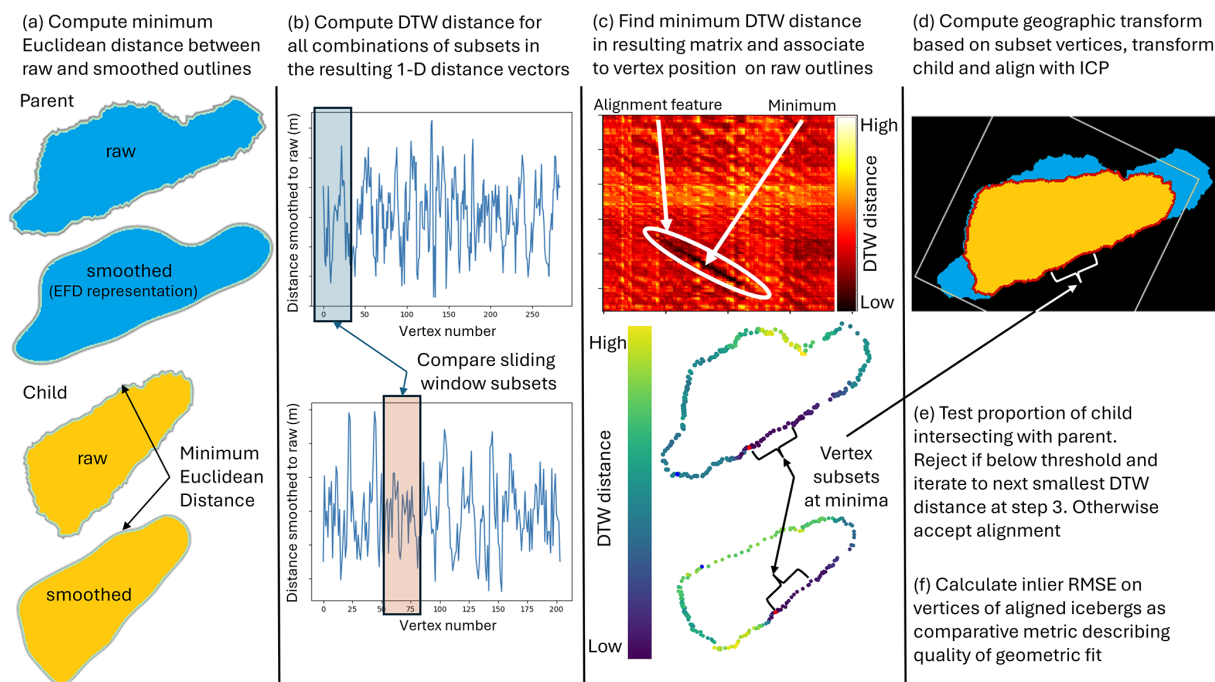 (a) Compute minimum
Euclidean distance between
raw and smoothed outlines
Parent
raw
smoothed
(EFD representation)
Child
raw
Minimum
Euclidean
Distance
smoothed
(b) Compute DTW distance for
all combinations of subsets in
the resulting 1-D distance vectors
Distance smoothed to raw (m)
0
50
100
150
200
250
Vertex number
Compare sliding
window subsets
Distance smoothed to raw (m)
0
25
50
75
100
125
150
175
200
Vertex number
(c) Find minimum DTW distance
in resulting matrix and associate
to vertex position on raw outlines
Alignment feature
Minimum
High
DTW distance
Low
High
DTW distance
Low
Vertex
subsets
at minima
(d) Compute geographic transform
based on subset vertices, transform
child and align with ICP
(e) Test proportion of child
intersecting with parent.
Reject if below threshold and
iterate to next smallest DTW
distance at step 3. Otherwise
accept alignment
(f) Calculate inlier RMSE on
vertices of aligned icebergs as
comparative metric describing
quality of geometric fit